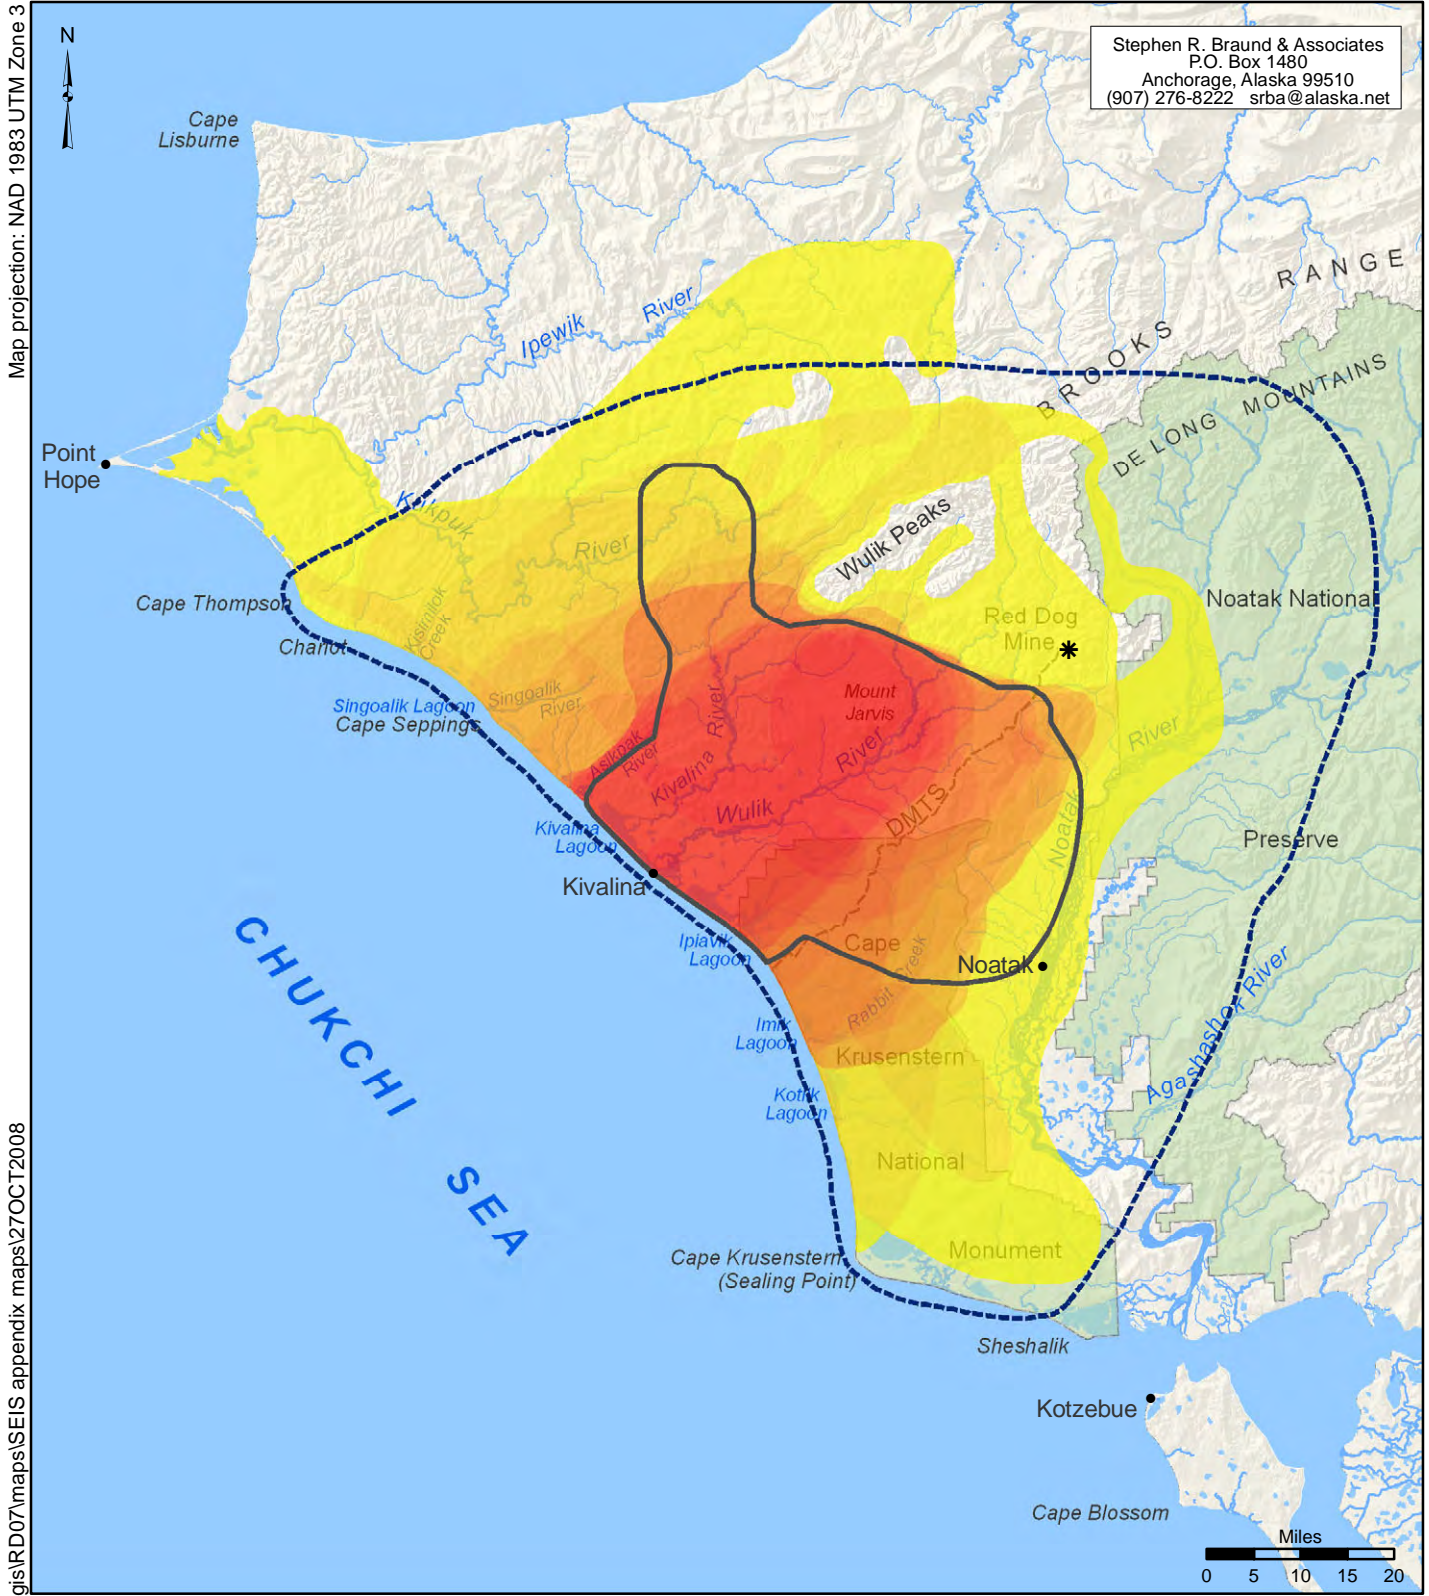 Map projection: NAD 1983 UTM Zone 3
gis\RD07\maps\SEIS appendix maps\27OCT2008
N
Stephen R. Braund & Associates
P.O. Box 1480
Anchorage, Alaska 99510
(907) 276-8222 srba@alaska.net
Cape
Lisburne
BROOKS RANGE
Ipewik River
DE LONG MOUNTAINS
Point
Hope
Kukpuk
River
Wulik Peaks
Cape Thompson
Kisimilok
Creek
Noatak National
Red Dog
Mine
Chariot
Singoalik
River
Singoalik Lagoon
Cape Seppings
Mount
Jarvis
Asikpak
River
Kivalina River
River
Wulik
River
DMTS
Noatak
Kivalina
Lagoon
Preserve
Kivalina
Ipiavik
Lagoon
Cape
Noatak
Rabbit Creek
Agashashok River
Imik
Lagoon
Krusenstern
Kotlik
Lagoon
CHUKCHI
SEA
National
Monument
Cape Krusenstern
(Sealing Point)
Sheshalik
Kotzebue
Cape Blossom
Miles
0 5 10 15 20